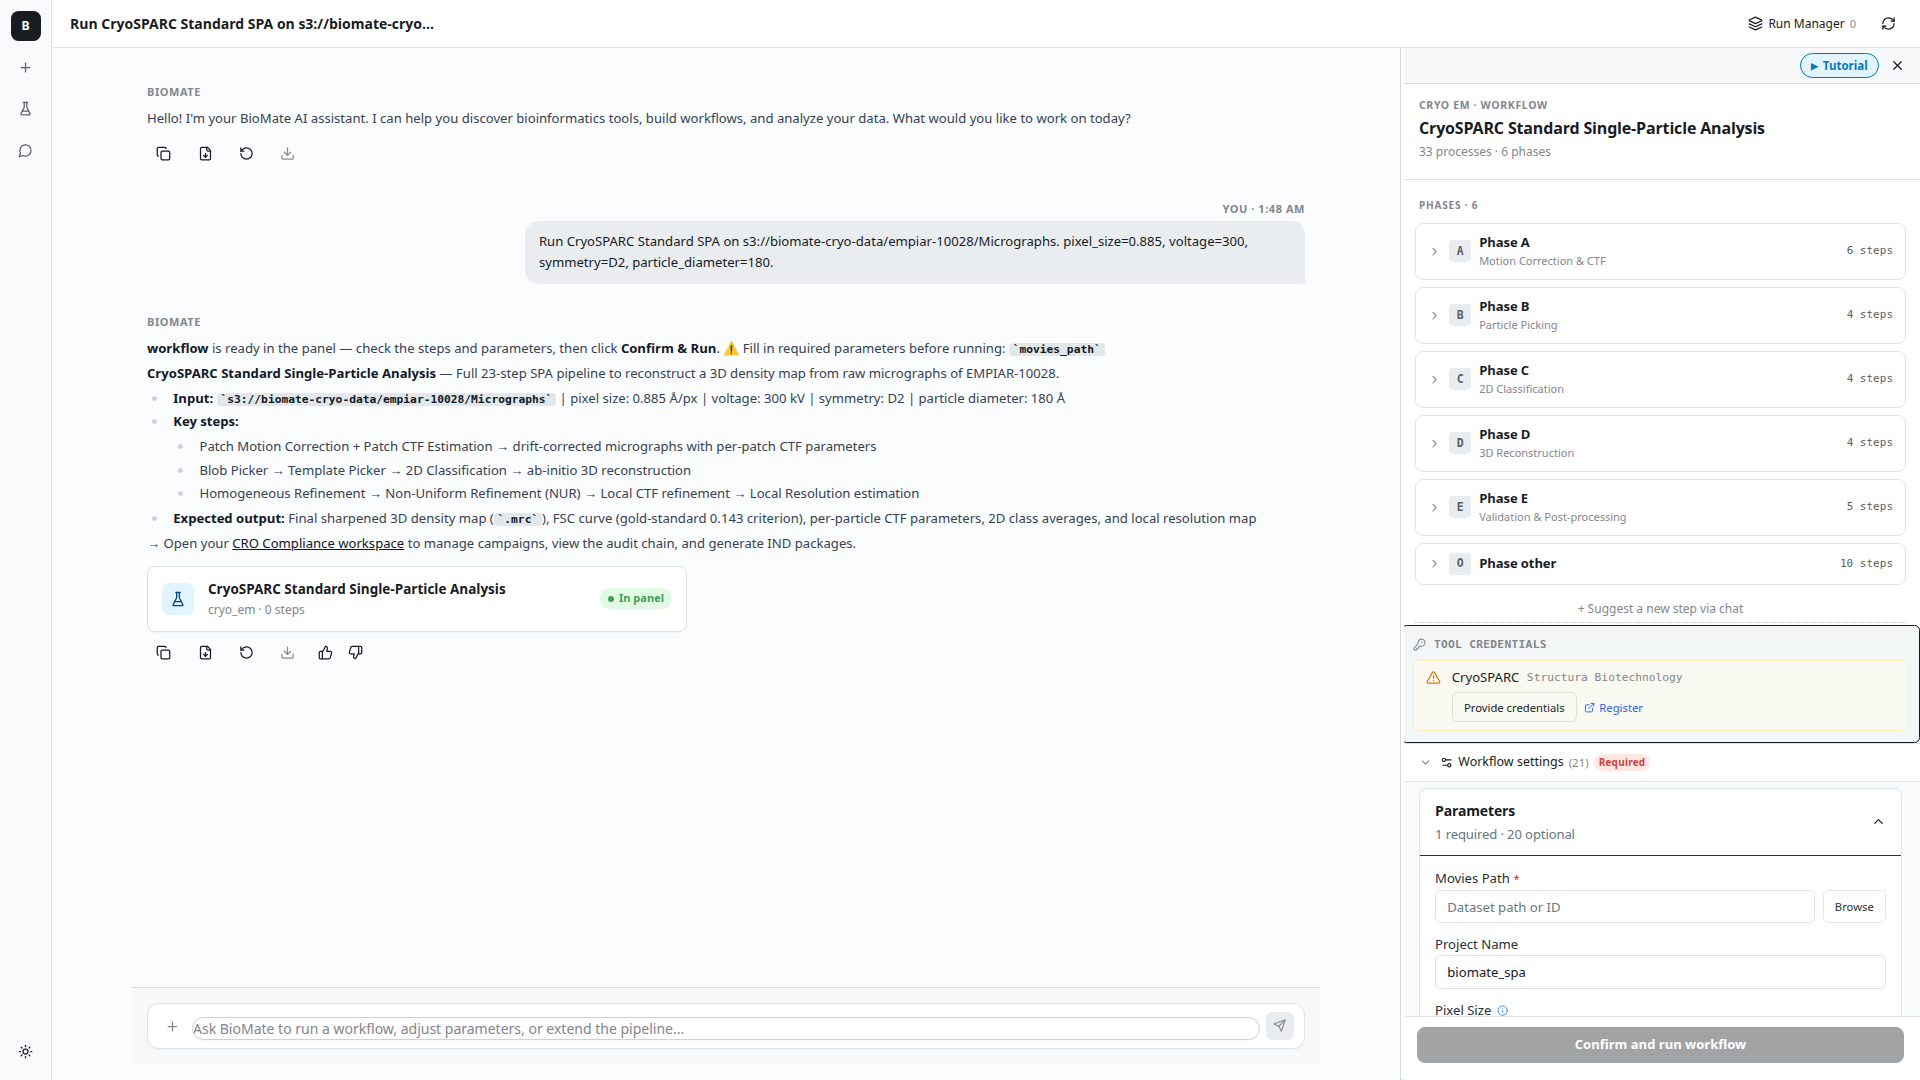 B
Run CryoSPARC Standard SPA on s3://biomate-cryo...
Run Manager 0
BIOMATE
Hello! I'm your BioMate AI assistant. I can help you discover bioinformatics tools, build workflows, and analyze your data. What would you like to work on today?
YOU · 1:48 AM
Run CryoSPARC Standard SPA on s3://biomate-cryo-data/empiar-10028/Micrographs. pixel_size=0.885, voltage=300,
symmetry=D2, particle_diameter=180.
BIOMATE
workflow is ready in the panel — check the steps and parameters, then click Confirm & Run. ⚠️ Fill in required parameters before running: `movies_path`
CryoSPARC Standard Single-Particle Analysis — Full 23-step SPA pipeline to reconstruct a 3D density map from raw micrographs of EMPIAR-10028.
Input: `s3://biomate-cryo-data/empiar-10028/Micrographs` | pixel size: 0.885 Å/px | voltage: 300 kV | symmetry: D2 | particle diameter: 180 Å
Key steps:
Patch Motion Correction + Patch CTF Estimation → drift-corrected micrographs with per-patch CTF parameters
Blob Picker → Template Picker → 2D Classification → ab-initio 3D reconstruction
Homogeneous Refinement → Non-Uniform Refinement (NUR) → Local CTF refinement → Local Resolution estimation
Expected output: Final sharpened 3D density map (`.mrc`), FSC curve (gold-standard 0.143 criterion), per-particle CTF parameters, 2D class averages, and local resolution map
→ Open your CRO Compliance workspace to manage campaigns, view the audit chain, and generate IND packages.
CryoSPARC Standard Single-Particle Analysis
cryo_em · 0 steps
In panel
Ask BioMate to run a workflow, adjust parameters, or extend the pipeline...
Tutorial
CRYO EM · WORKFLOW
CryoSPARC Standard Single-Particle Analysis
33 processes · 6 phases
PHASES · 6
A Phase A 6 steps
Motion Correction & CTF
B Phase B 4 steps
Particle Picking
C Phase C 4 steps
2D Classification
D Phase D 4 steps
3D Reconstruction
E Phase E 5 steps
Validation & Post-processing
O Phase other 10 steps
+ Suggest a new step via chat
TOOL CREDENTIALS
CryoSPARC Structura Biotechnology
Provide credentials Register
Workflow settings (21) Required
Parameters
1 required · 20 optional
Movies Path *
Dataset path or ID
Browse
Project Name
biomate_spa
Pixel Size
Confirm and run workflow